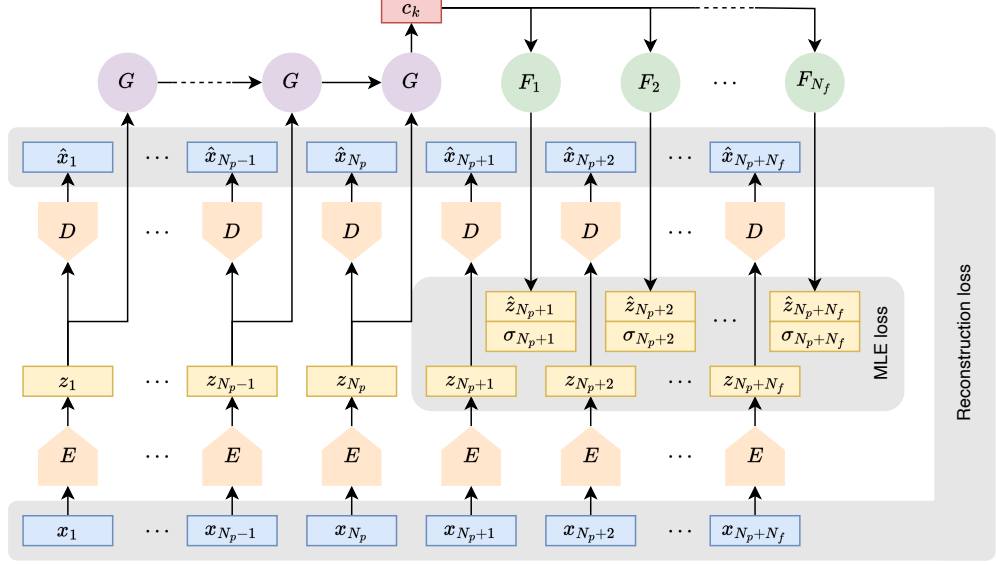 c_k
G G G F_1 F_2 ... F_{N_f}
x̂_1 ... x̂_{N_p-1} x̂_{N_p} x̂_{N_p+1} x̂_{N_p+2} ... x̂_{N_p+N_f}
D ... D D D D ... D
ẑ_{N_p+1} ẑ_{N_p+2} ... ẑ_{N_p+N_f}
σ_{N_p+1} σ_{N_p+2} σ_{N_p+N_f}
MLE loss
Reconstruction loss
z_1 ... z_{N_p-1} z_{N_p} z_{N_p+1} z_{N_p+2} ... z_{N_p+N_f}
E ... E E E E ... E
x_1 ... x_{N_p-1} x_{N_p} x_{N_p+1} x_{N_p+2} ... x_{N_p+N_f}